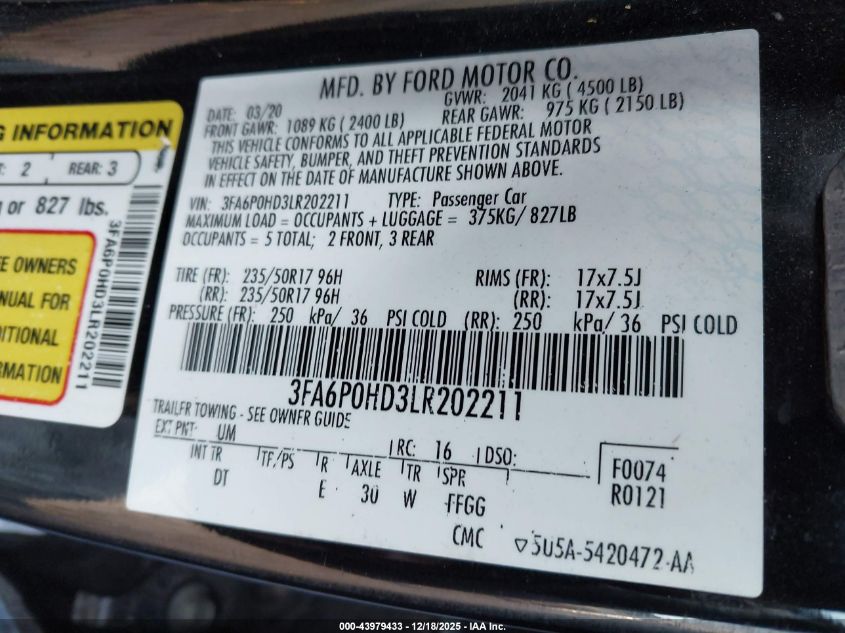 G INFORMATION
: 2 REAR: 3
g or 827 lbs.
E OWNERS
NUAL FOR
DITIONAL
RMATION
3FA6P0HD3LR202211
MFD. BY FORD MOTOR CO.
DATE: 03/20 GVWR: 2041 KG ( 4500 LB)
FRONT GAWR: 1089 KG ( 2400 LB) REAR GAWR: 975 KG ( 2150 LB)
THIS VEHICLE CONFORMS TO ALL APPLICABLE FEDERAL MOTOR
VEHICLE SAFETY, BUMPER, AND THEFT PREVENTION STANDARDS
IN EFFECT ON THE DATE OF MANUFACTURE SHOWN ABOVE.
VIN: 3FA6P0HD3LR202211 TYPE: Passenger Car
MAXIMUM LOAD = OCCUPANTS + LUGGAGE = 375KG/ 827LB
OCCUPANTS = 5 TOTAL; 2 FRONT, 3 REAR
TIRE (FR): 235/50R17 96H RIMS (FR): 17x7.5J
(RR): 235/50R17 96H (RR): 17x7.5J
PRESSURE (FR): 250 kPa/ 36 PSI COLD (RR): 250 kPa/ 36 PSI COLD
3FA6P0HD3LR202211
TRAILER TOWING - SEE OWNER GUIDE
EXT PNT: UM RC: 16 DSO:
INT TR TF/PS R AXLE TR SPR
DT E 30 W FFGG
F0074
R0121
CMC ▽5U5A-5420472-AA
000-43979433 - 12/18/2025 - IAA Inc.